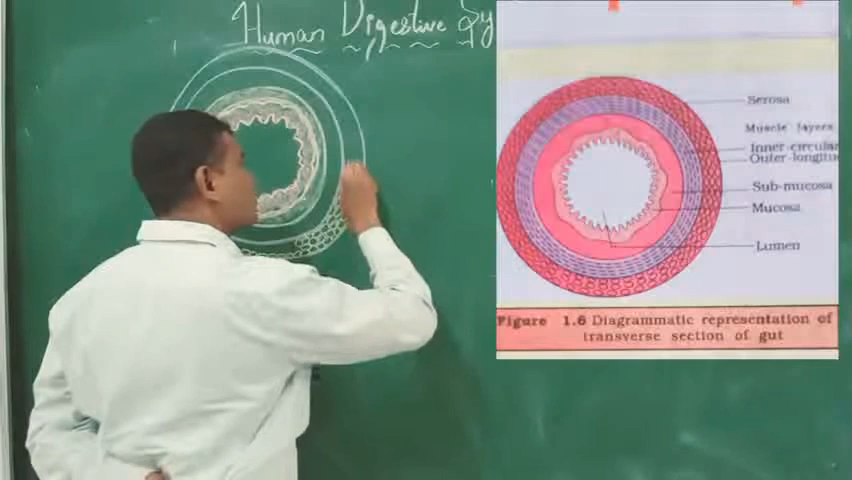 Human Digestive Sy
Serosa
Muscle layers
Inner-circular
Outer-longitu
Sub-mucosa
Mucosa
Lumen
Figure 1.6 Diagrammatic representation of
transverse section of gut